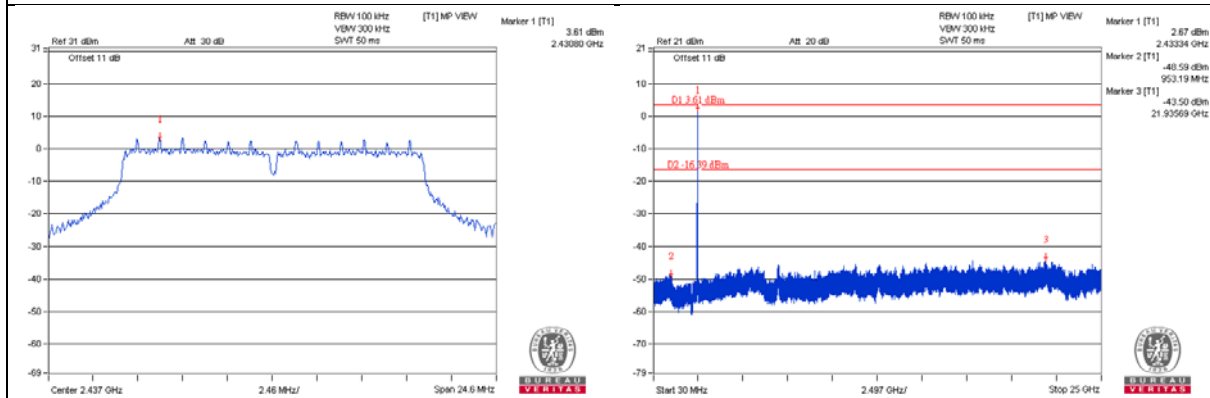 RBW 100 kHz
VBW 300 kHz
SWT 50 ms
[T1] MP VIEW
Marker 1 [T1]
3.61 dBm
2.43080 GHz
Ref 31 dBm
Att 30 dB
Offset 11 dB
31
20
10
0
-10
-20
-30
-40
-50
-60
-69
1
Center 2.437 GHz
2.46 MHz/
Span 24.6 MHz
BUREAU VERITAS
1828
BUREAU
VERITAS
RBW 100 kHz
VBW 300 kHz
SWT 50 ms
[T1] MP VIEW
Marker 1 [T1]
2.67 dBm
2.43334 GHz
Marker 2 [T1]
-48.59 dBm
953.19 MHz
Marker 3 [T1]
-43.50 dBm
21.93569 GHz
Ref 21 dBm
Att 20 dB
Offset 11 dB
21
10
0
-10
-20
-30
-40
-50
-60
-70
-79
1
D1 3.61 dBm
D2 -16.39 dBm
2
3
Start 30 MHz
2.497 GHz/
Stop 25 GHz
BUREAU VERITAS
1828
BUREAU
VERITAS